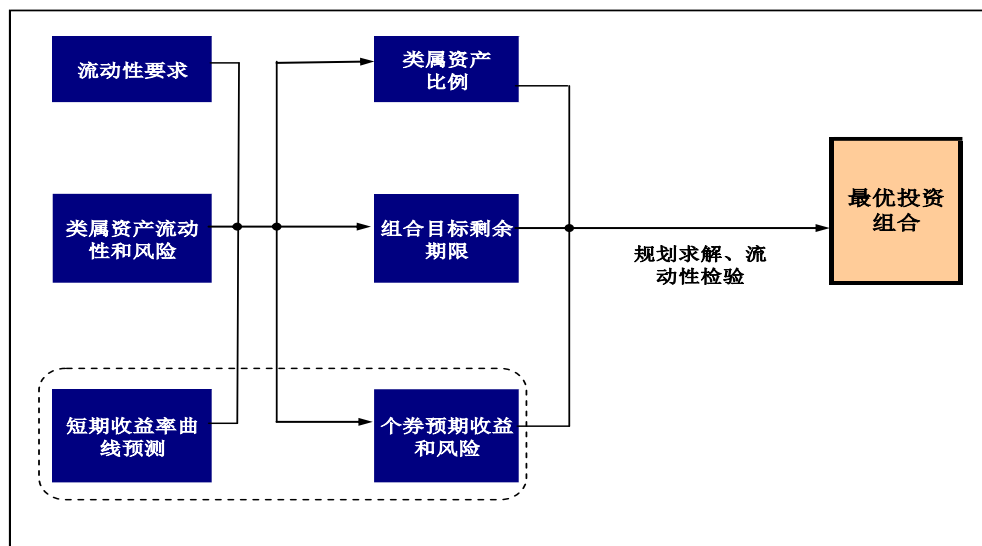 流动性要求
类属资产
比例
类属资产流动
性和风险
组合目标剩余
期限
最优投资
组合
规划求解、流
动性检验
短期收益率曲
线预测
个券预期收益
和风险